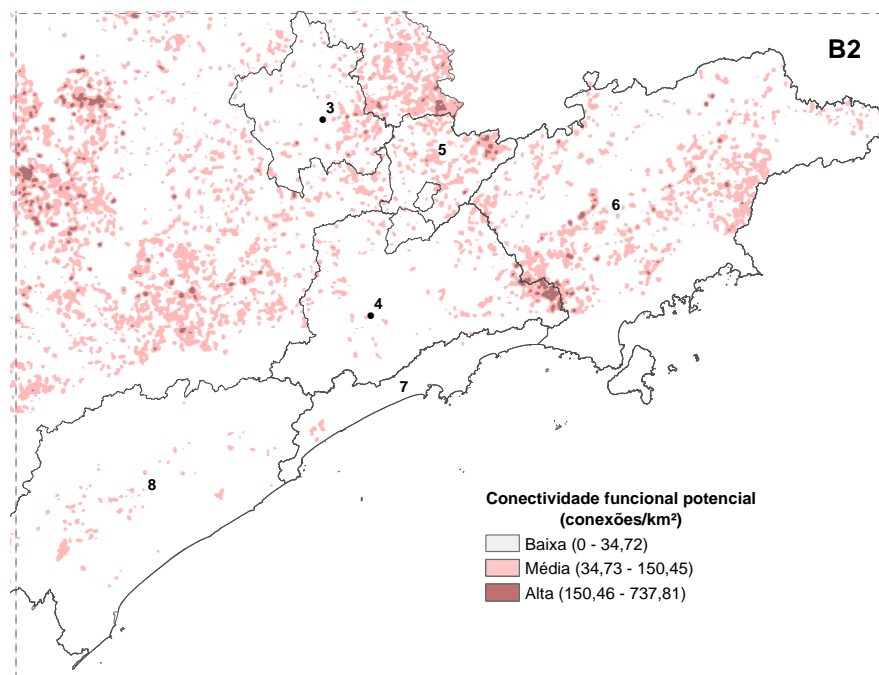 B2
3
5
6
4
7
8
Conectividade funcional potencial
(conexões/km²)
Baixa (0 - 34,72)
Média (34,73 - 150,45)
Alta (150,46 - 737,81)